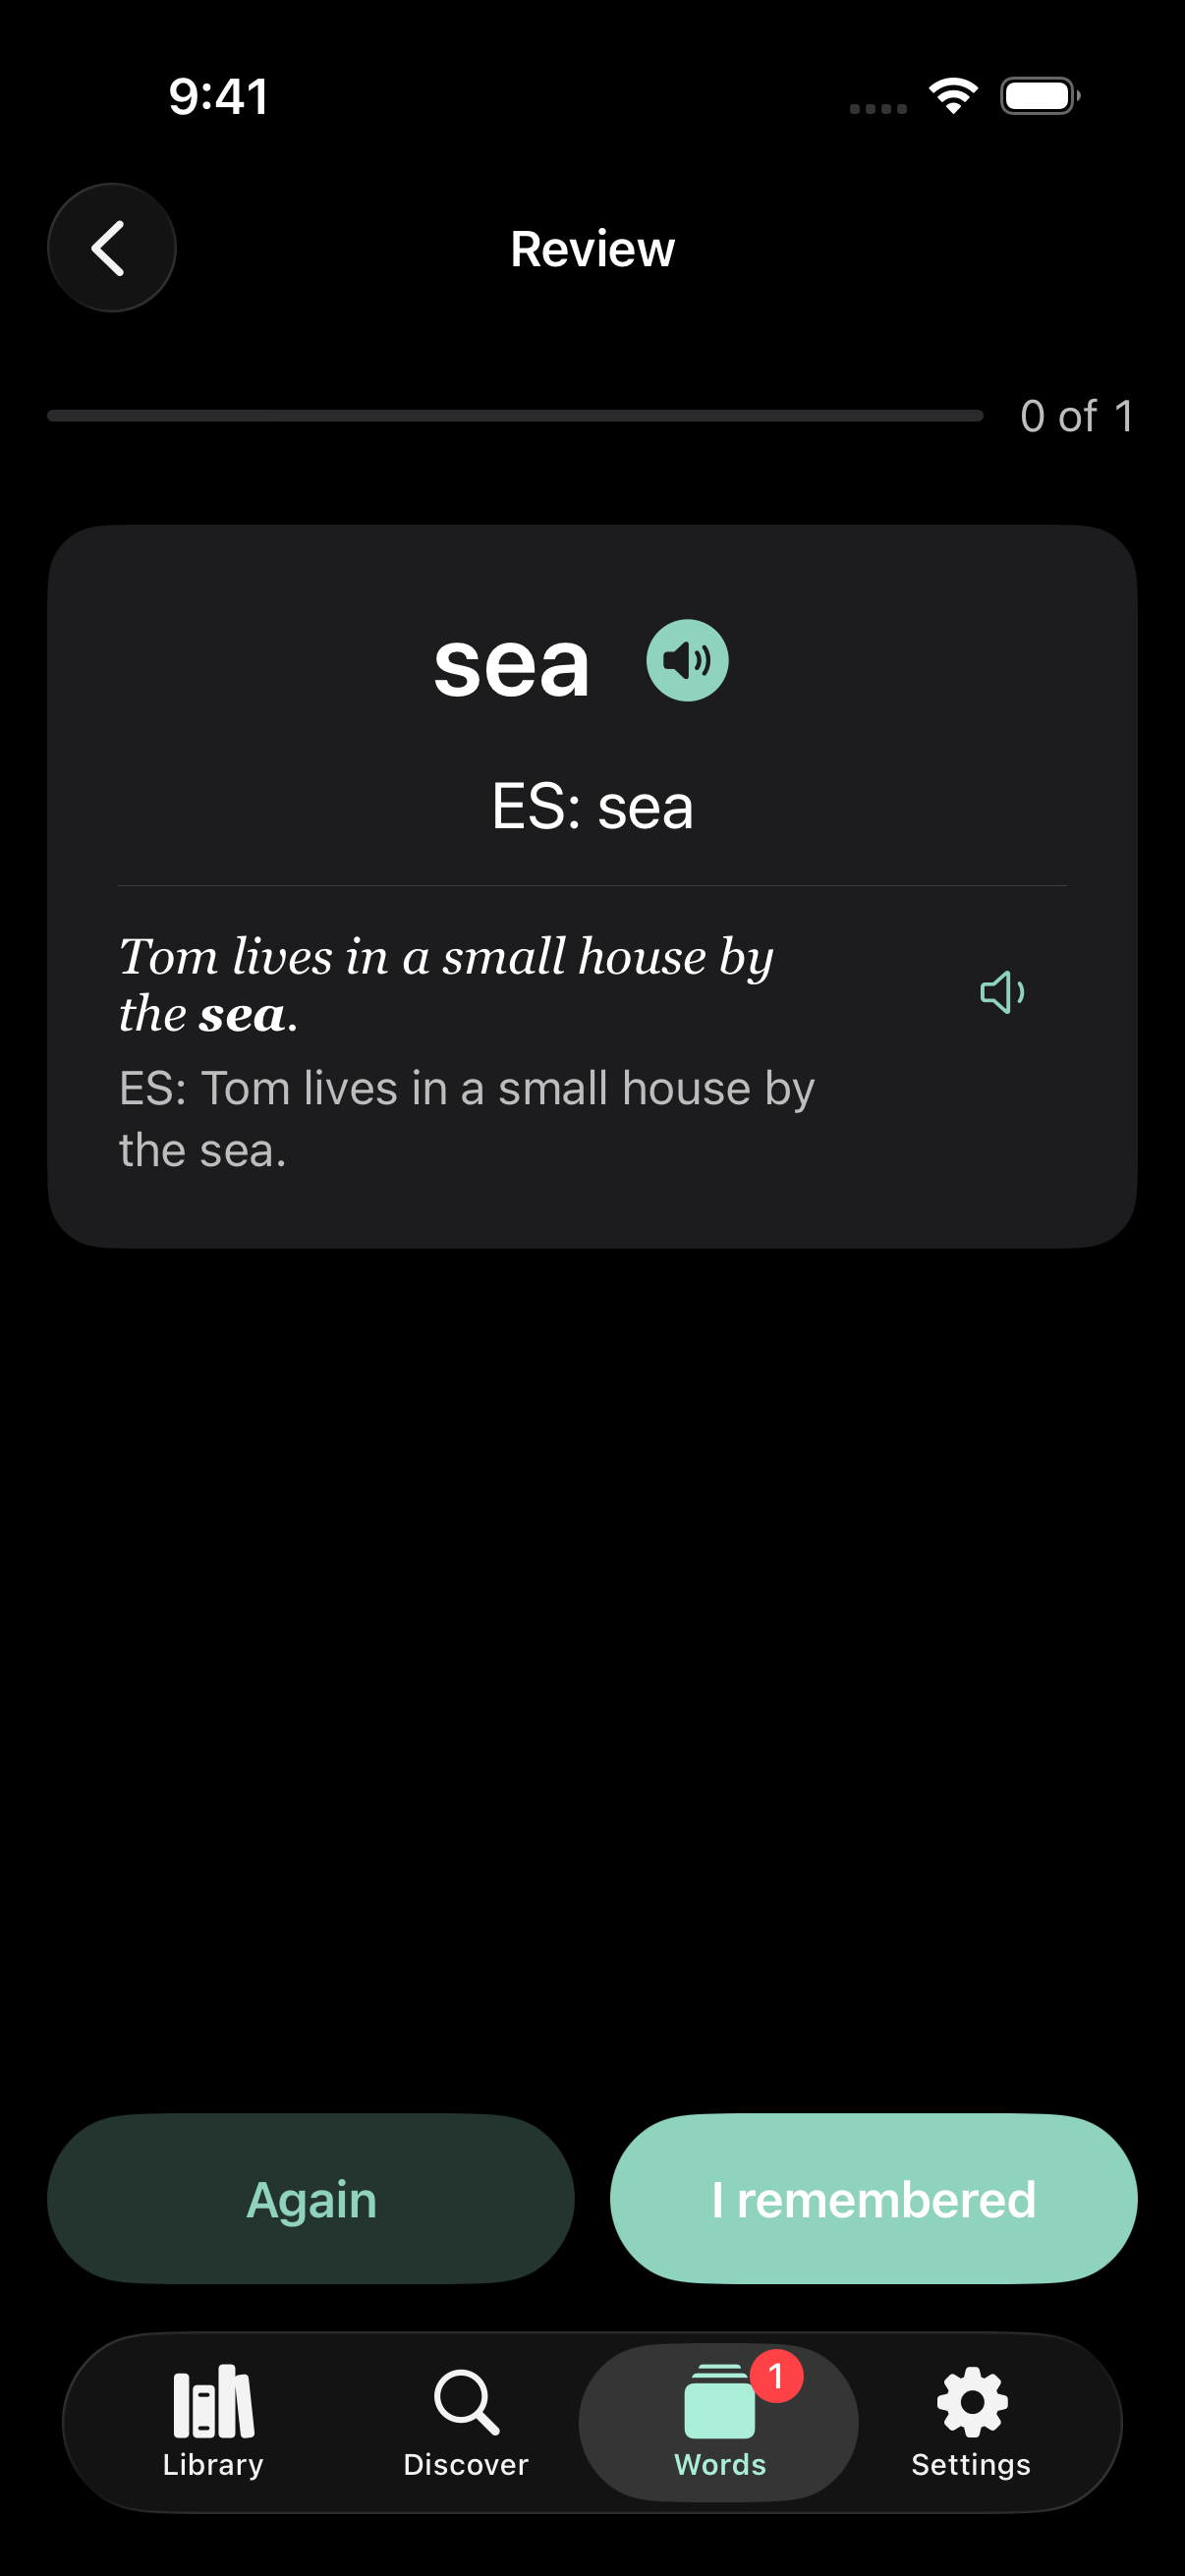 9:41
Review
0 of 1
sea
ES: sea
Tom lives in a small house by
the sea.
ES: Tom lives in a small house by
the sea.
Again
I remembered
1
Library
Discover
Words
Settings